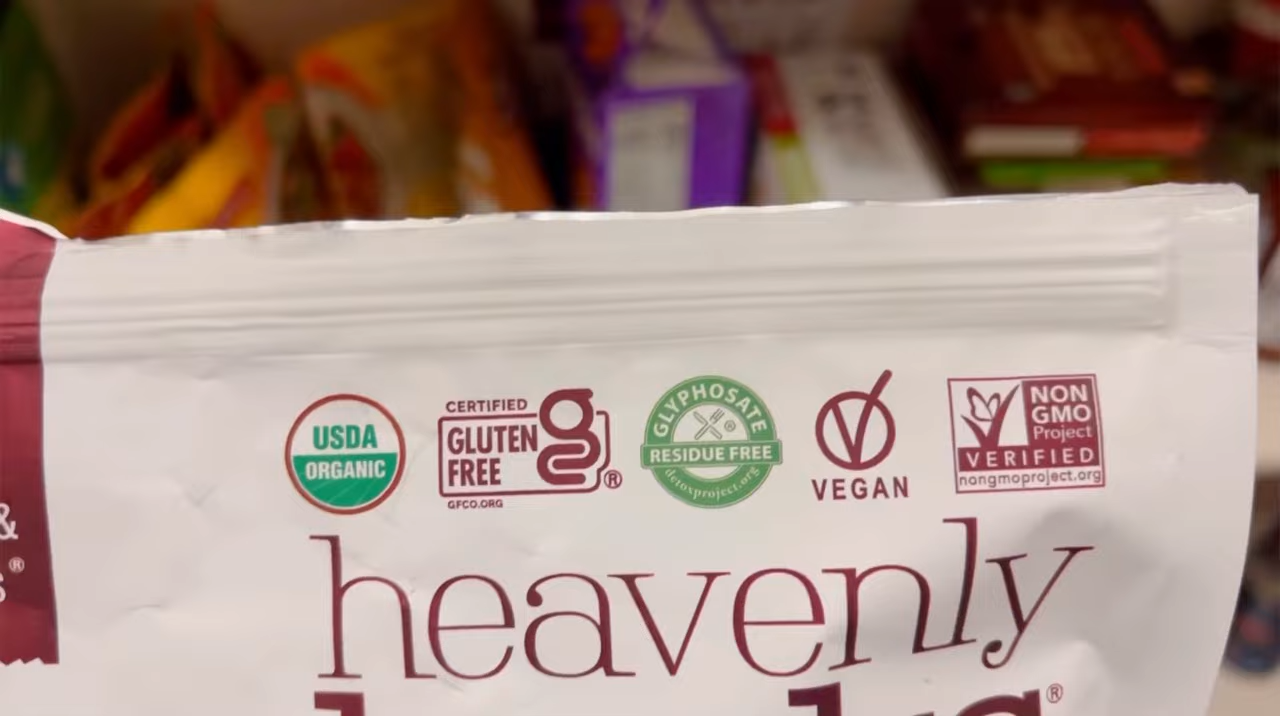 USDA
ORGANIC
CERTIFIED
GLUTEN
FREE
®
GFCO.ORG
GLYPHOSATE
®
RESIDUE FREE
detoxproject.org
VEGAN
NON
GMO
Project
VERIFIED
nongmoproject.org
&
s®
heavenly
®